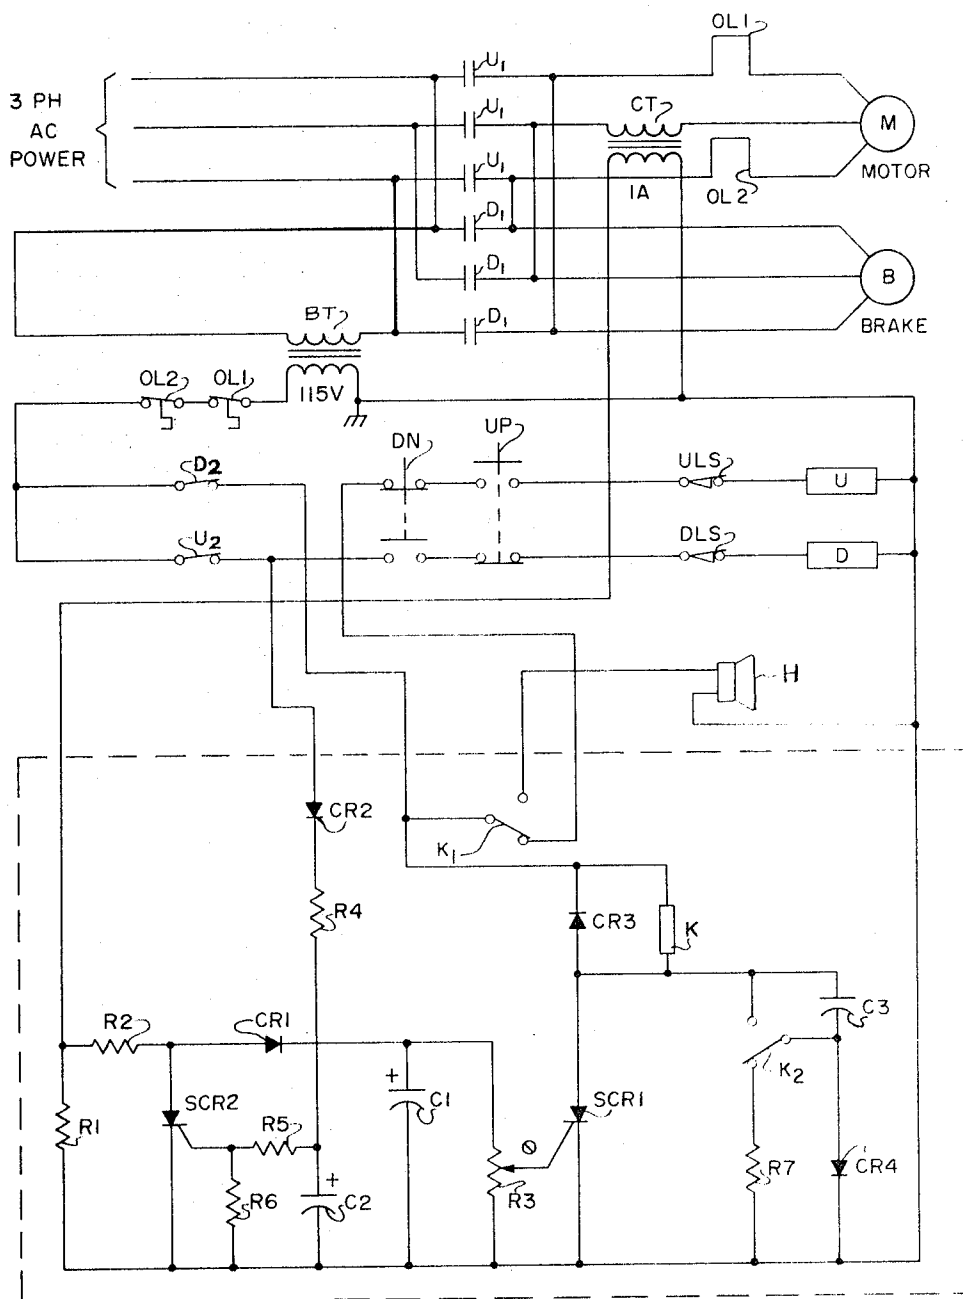 OL1
U1
3 PH
AC
POWER
U1
CT
M
MOTOR
U1
1A
OL2
D1
D1
B
BRAKE
BT
D1
OL2
OL1
115V
DN
UP
D2
ULS
U
U2
DLS
D
H
CR2
K1
R4
CR3
K
R2
CR1
C3
+
C1
K2
SCR2
SCR1
R1
R5
R6
+
C2
R3
R7
CR4